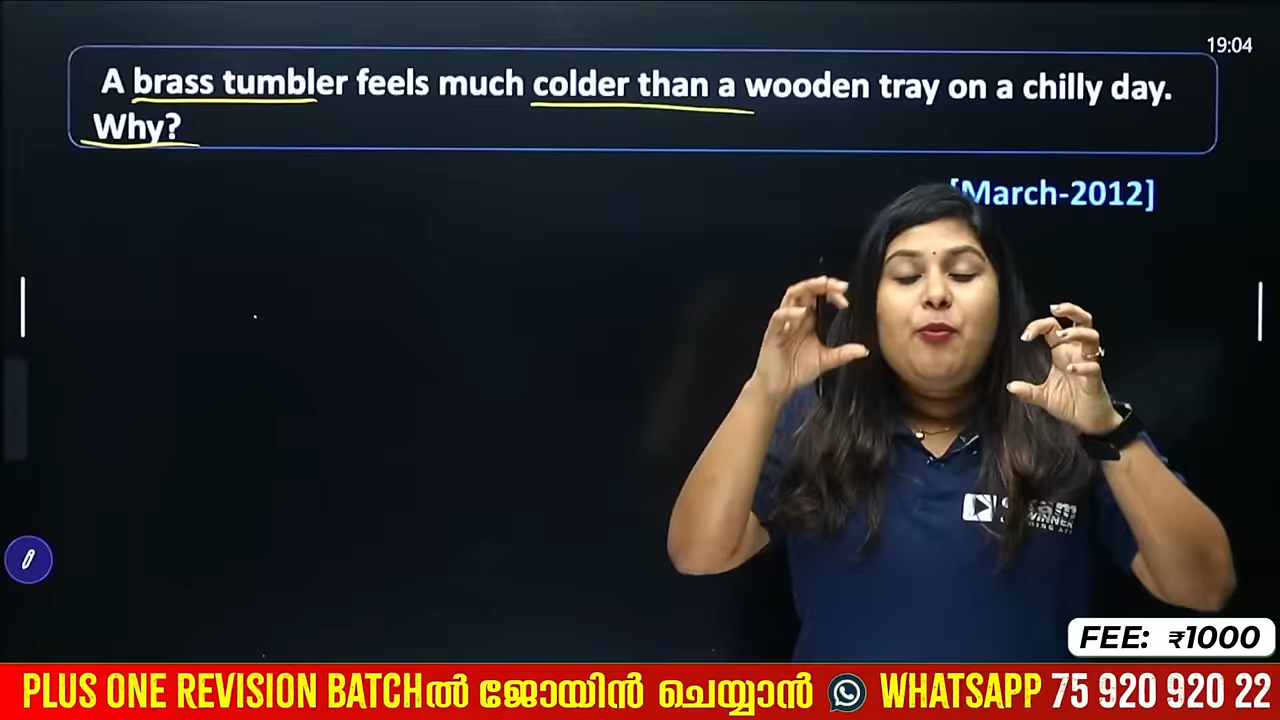 19:04
A brass tumbler feels much colder than a wooden tray on a chilly day.
Why?
[March-2012]
FEE: ₹1000
PLUS ONE REVISION BATCHൽ ജോയിൻ ചെയ്യാൻ WHATSAPP 75 920 920 22